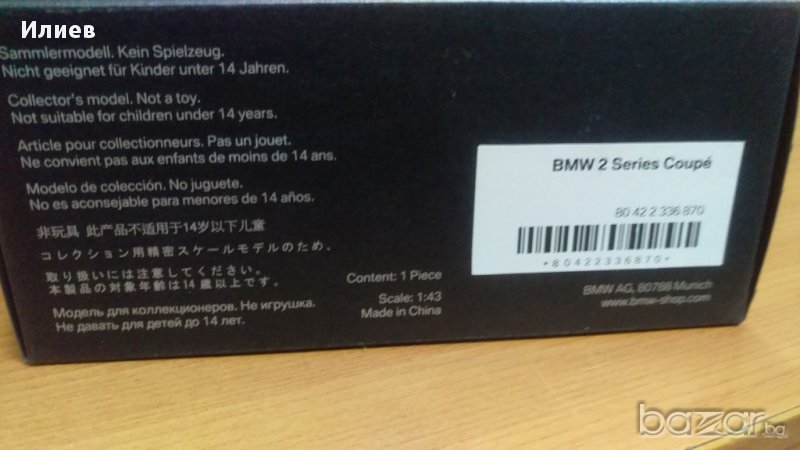 Илиев
Sammlermodell. Kein Spielzeug.
Nicht geeignet für Kinder unter 14 Jahren.
Collector's model. Not a toy.
Not suitable for children under 14 years.
Article pour collectionneurs. Pas un jouet.
Ne convient pas aux enfants de moins de 14 ans.
Modelo de colección. No juguete.
No es aconsejable para menores de 14 años.
非玩具 此产品不适用于14岁以下儿童
コレクション用精密スケールモデルのため、
取り扱いには注意してください。
本製品の対象年齢は14歳以上です。
Модель для коллекционеров. Не игрушка.
Не давать для детей до 14 лет.
Content: 1 Piece
Scale: 1:43
Made in China
BMW 2 Series Coupé
80 42 2 336 870
*80422336870*
BMW AG, 80788 Munich
www.bmw-shop.com
bazar.bg